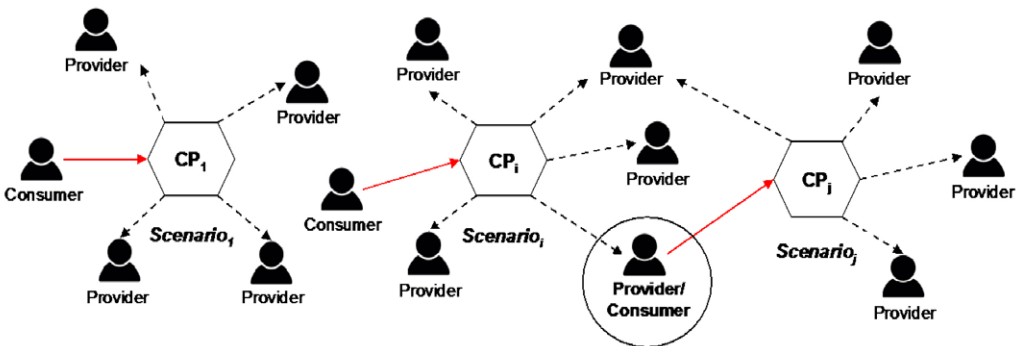 Provider
Provider
Consumer
CP1
Scenario1
Provider
Provider
Provider
Provider
Consumer
CPi
Provider
Scenarioi
Provider
Provider/
Consumer
Provider
CPj
Provider
Scenarioj
Provider